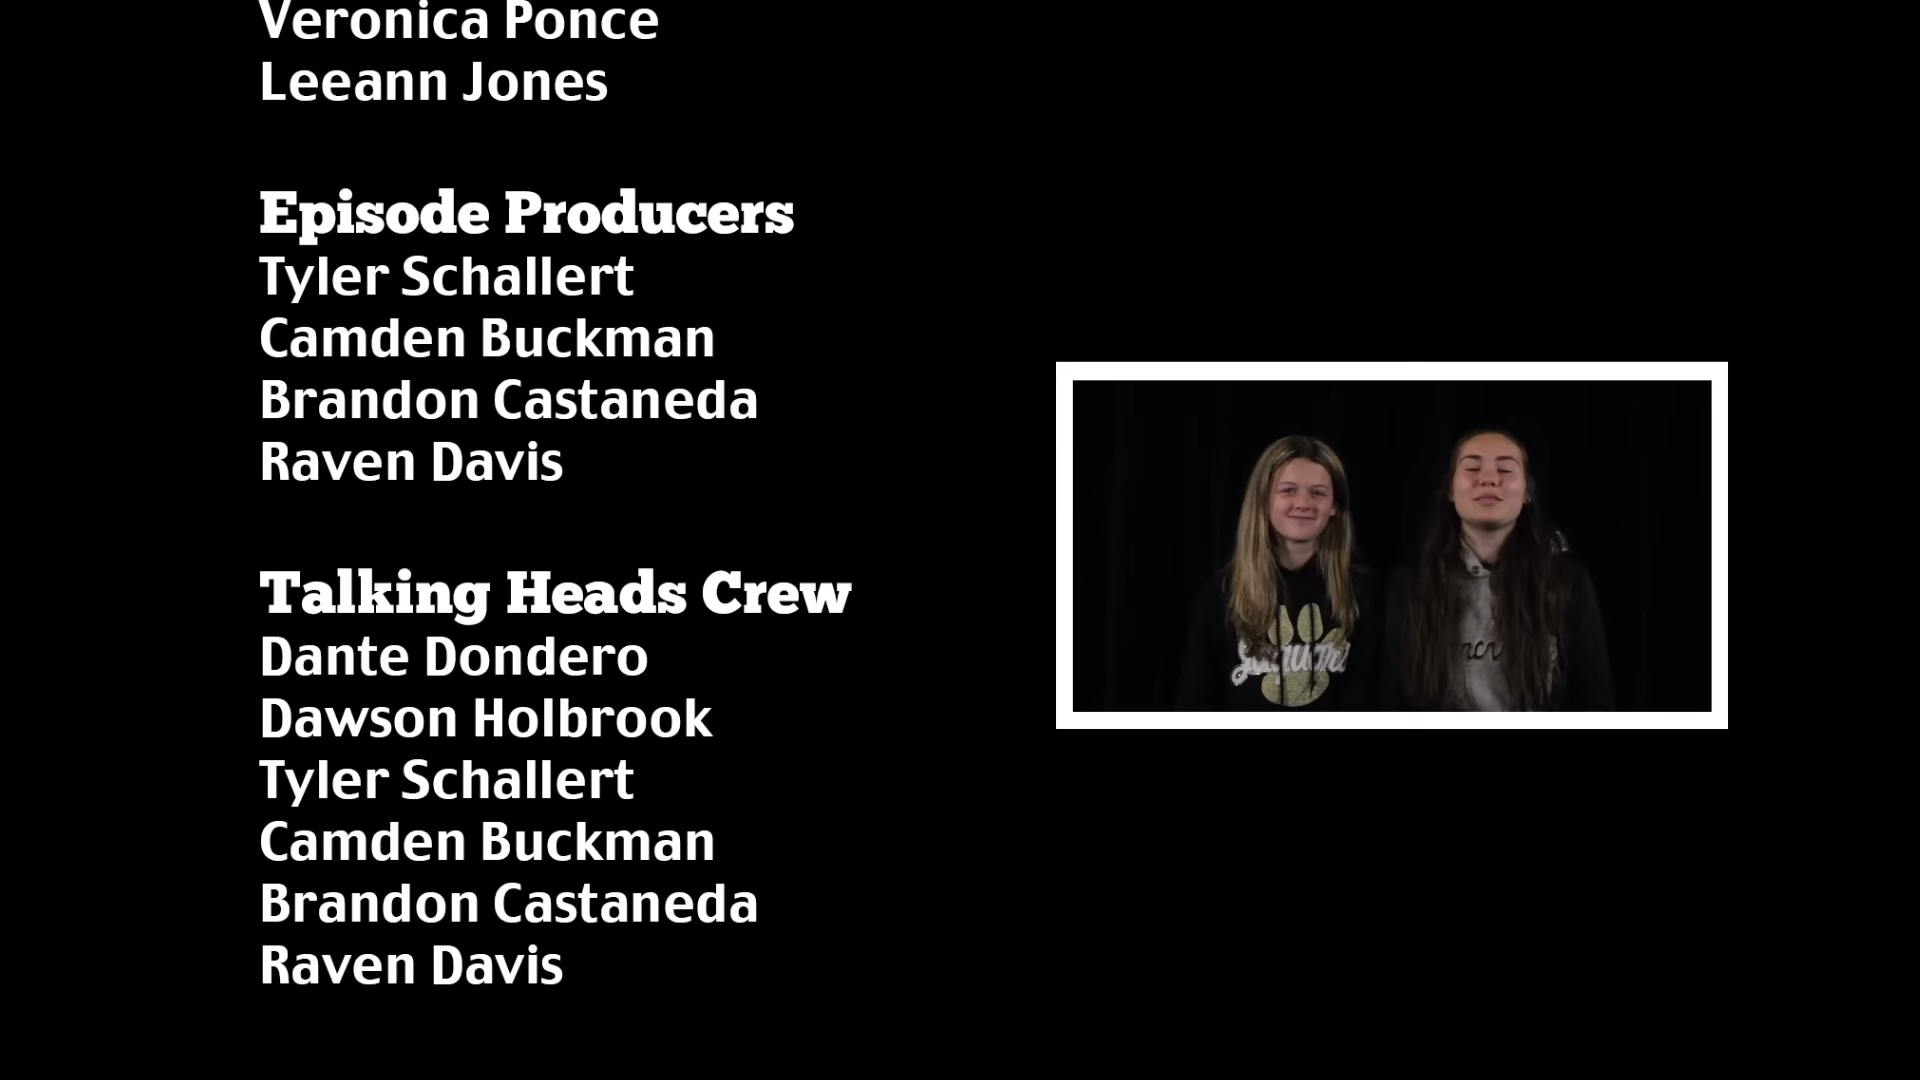 Veronica Ponce
Leeann Jones
Episode Producers
Tyler Schallert
Camden Buckman
Brandon Castaneda
Raven Davis
Talking Heads Crew
Dante Dondero
Dawson Holbrook
Tyler Schallert
Camden Buckman
Brandon Castaneda
Raven Davis